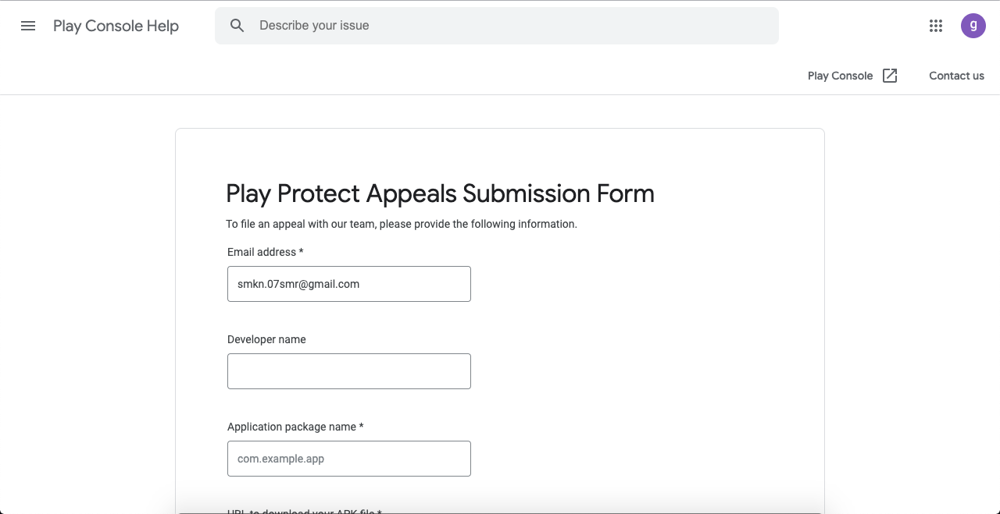 Play Console Help
Describe your issue
g
Play Console
Contact us
Play Protect Appeals Submission Form
To file an appeal with our team, please provide the following information.
Email address *
smkn.07smr@gmail.com
Developer name
Application package name *
com.example.app
URL to download your APK file *